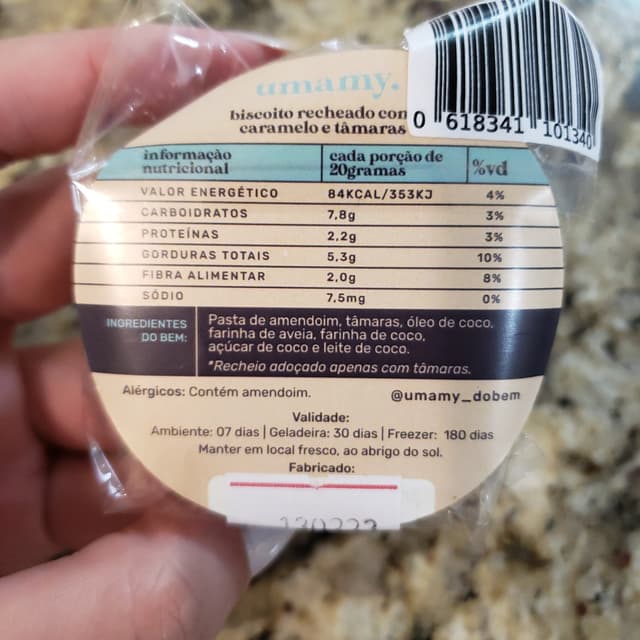 umamy.
biscoito recheado com
caramelo e tâmaras
0 618341 101340
informação nutricional | cada porção de 20gramas | %vd
VALOR ENERGÉTICO 84KCAL/353KJ 4%
CARBOIDRATOS 7,8g 3%
PROTEÍNAS 2,2g 3%
GORDURAS TOTAIS 5,3g 10%
FIBRA ALIMENTAR 2,0g 8%
SÓDIO 7,5mg 0%
INGREDIENTES DO BEM:
Pasta de amendoim, tâmaras, óleo de coco,
farinha de aveia, farinha de coco,
açúcar de coco e leite de coco.
*Recheio adoçado apenas com tâmaras.
Alérgicos: Contém amendoim.
@umamy_dobem
Validade:
Ambiente: 07 dias | Geladeira: 30 dias | Freezer: 180 dias
Manter em local fresco, ao abrigo do sol.
Fabricado: